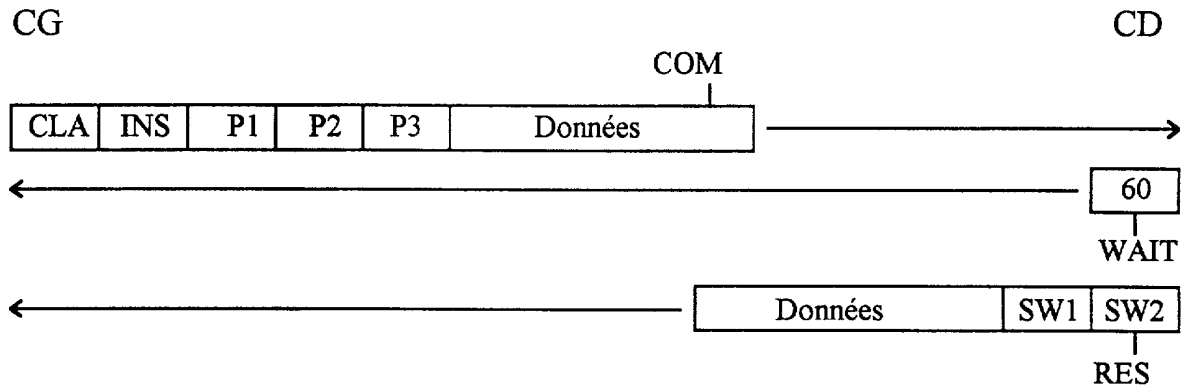 CG CD
COM
CLA INS P1 P2 P3 Données
60
WAIT
Données SW1 SW2
RES